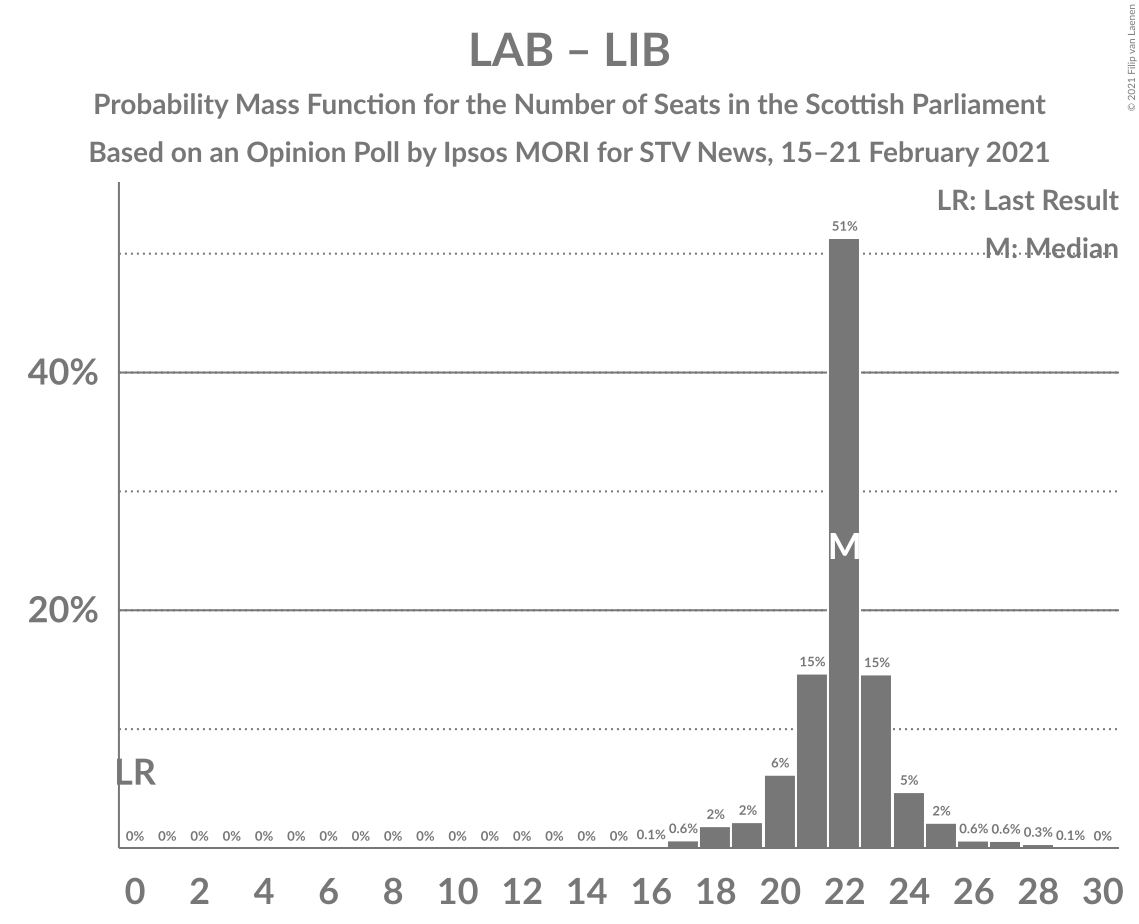 LAB – LIB
Probability Mass Function for the Number of Seats in the Scottish Parliament
Based on an Opinion Poll by Ipsos MORI for STV News, 15–21 February 2021
© 2021 Filip van Laenen
LR: Last Result
M: Median
51%
40%
M
20%
15% 15%
LR
6% 5%
2% 2% 2%
0% 0% 0% 0% 0% 0% 0% 0% 0% 0% 0% 0% 0% 0% 0% 0% 0.1% 0.6% 0.6% 0.6% 0.3% 0.1% 0%
0 2 4 6 8 10 12 14 16 18 20 22 24 26 28 30